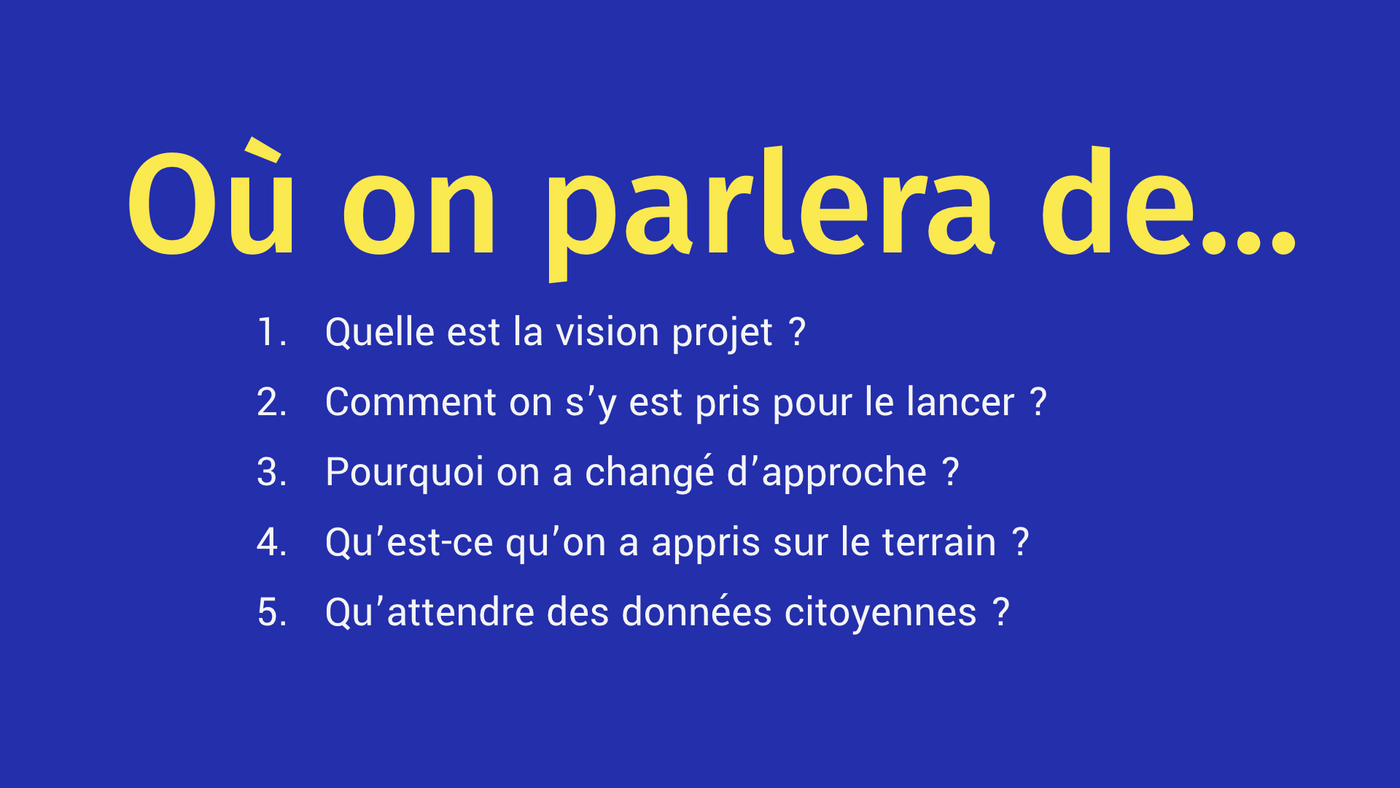 Où on parlera de...
1. Quelle est la vision projet ?
2. Comment on s’y est pris pour le lancer ?
3. Pourquoi on a changé d’approche ?
4. Qu’est-ce qu’on a appris sur le terrain ?
5. Qu’attendre des données citoyennes ?